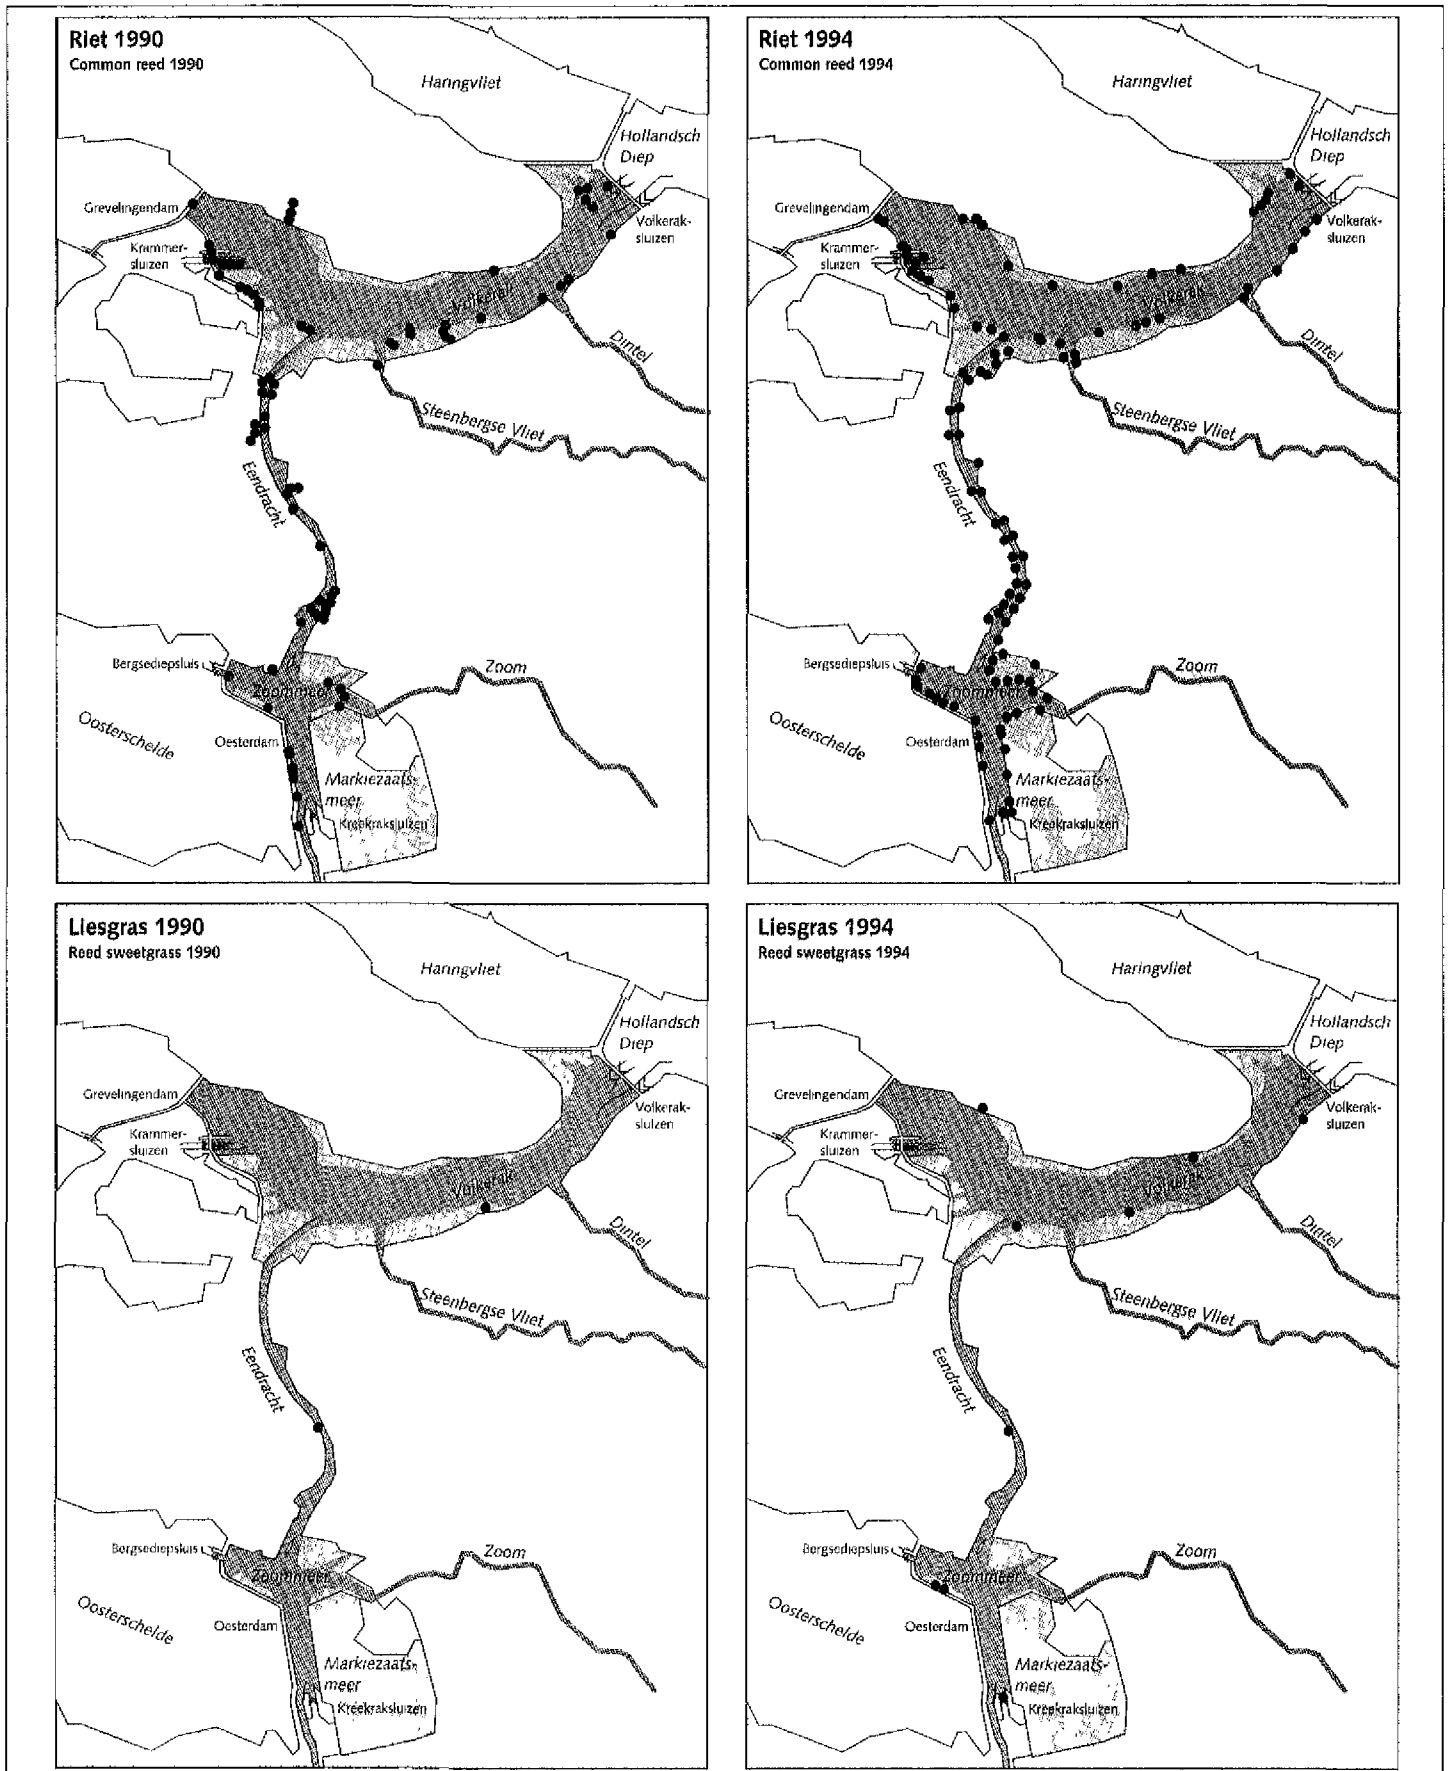 Riet 1990
Common reed 1990
Haringvliet
Hollandsch
Diep
Grevelingendam
Volkerak-
sluizen
Krammer-
sluizen
Volkerak
Dintel
Steenbergse Vliet
Eendracht
Bergsediepsluis
Zoom
Zoommeer
Oosterschelde
Oesterdam
Markiezaats-
meer
Kreekraksluizen
Riet 1994
Common reed 1994
Haringvliet
Hollandsch
Diep
Grevelingendam
Volkerak-
sluizen
Krammer-
sluizen
Volkerak
Dintel
Steenbergse Vliet
Eendracht
Bergsediepsluis
Zoom
Zoommeer
Oosterschelde
Oesterdam
Markiezaats-
meer
Kreekraksluizen
Liesgras 1990
Reed sweetgrass 1990
Haringvliet
Hollandsch
Diep
Grevelingendam
Volkerak-
sluizen
Krammer-
sluizen
Volkerak
Dintel
Steenbergse Vliet
Eendracht
Bergsediepsluis
Zoom
Zoommeer
Oosterschelde
Oesterdam
Markiezaats-
meer
Kreekraksluizen
Liesgras 1994
Reed sweetgrass 1994
Haringvliet
Hollandsch
Diep
Grevelingendam
Volkerak-
sluizen
Krammer-
sluizen
Volkerak
Dintel
Steenbergse Vliet
Eendracht
Bergsediepsluis
Zoom
Zoommeer
Oosterschelde
Oesterdam
Markiezaats-
meer
Kreekraksluizen